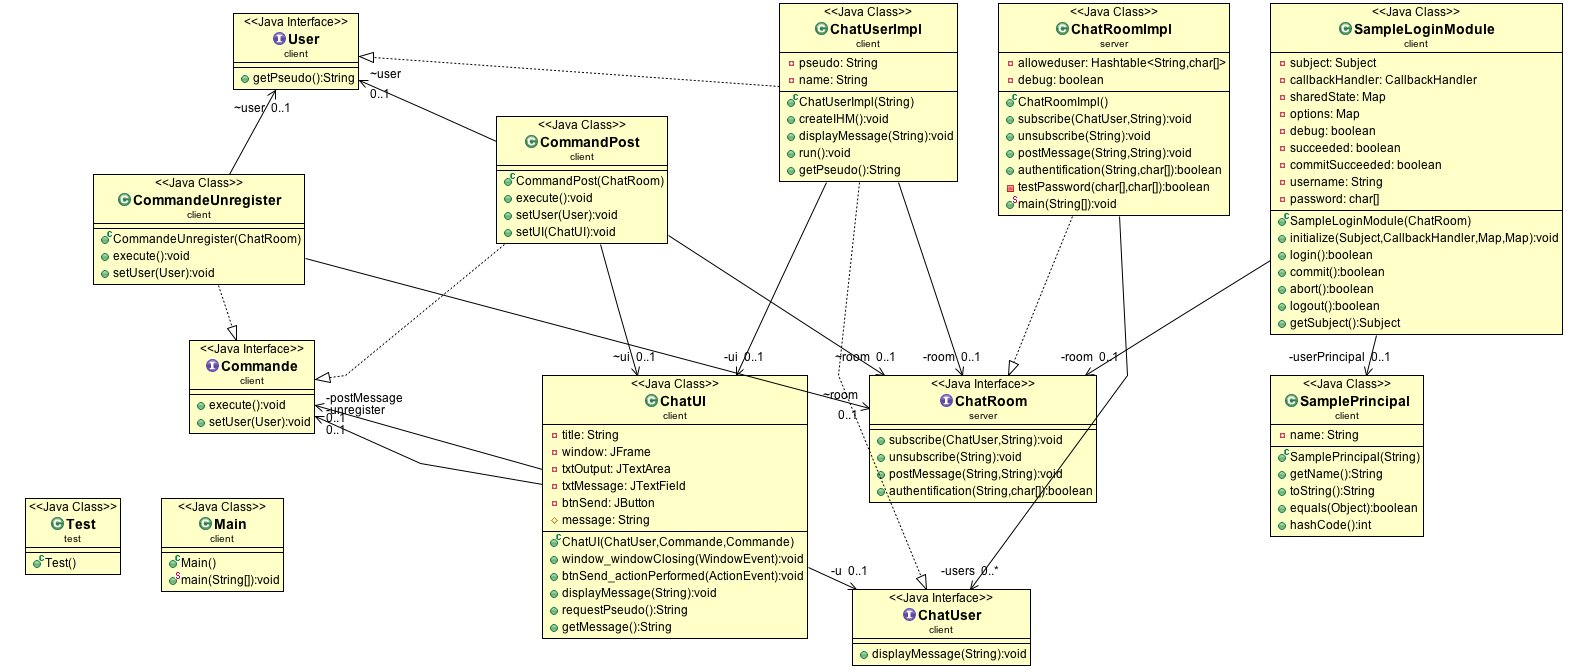 <<Java Interface>>
User
client
getPseudo():String
<<Java Class>>
ChatUserImpl
client
pseudo: String
name: String
ChatUserImpl(String)
createIHM():void
displayMessage(String):void
run():void
getPseudo():String
<<Java Class>>
ChatRoomImpl
server
alloweduser: Hashtable<String,char[]>
debug: boolean
ChatRoomImpl()
subscribe(ChatUser,String):void
unsubscribe(String):void
postMessage(String,String):void
authentification(String,char[]):boolean
testPassword(char[],char[]):boolean
main(String[]):void
<<Java Class>>
SampleLoginModule
client
subject: Subject
callbackHandler: CallbackHandler
sharedState: Map
options: Map
debug: boolean
succeeded: boolean
commitSucceeded: boolean
username: String
password: char[]
SampleLoginModule(ChatRoom)
initialize(Subject,CallbackHandler,Map,Map):void
login():boolean
commit():boolean
abort():boolean
logout():boolean
getSubject():Subject
~user
0..1
~user 0..1
<<Java Class>>
CommandPost
client
CommandPost(ChatRoom)
execute():void
setUser(User):void
setUI(ChatUI):void
<<Java Class>>
CommandeUnregister
client
CommandeUnregister(ChatRoom)
execute():void
setUser(User):void
<<Java Interface>>
Commande
client
execute():void
setUser(User):void
-postMessage
-unregister
0..1
0..1
~ui 0..1
-ui 0..1
~room 0..1
-room 0..1
-room 0..1
-userPrincipal 0..1
~room
0..1
<<Java Class>>
ChatUI
client
title: String
window: JFrame
txtOutput: JTextArea
txtMessage: JTextField
btnSend: JButton
message: String
ChatUI(ChatUser,Commande,Commande)
window_windowClosing(WindowEvent):void
btnSend_actionPerformed(ActionEvent):void
displayMessage(String):void
requestPseudo():String
getMessage():String
<<Java Interface>>
ChatRoom
server
subscribe(ChatUser,String):void
unsubscribe(String):void
postMessage(String,String):void
authentification(String,char[]):boolean
<<Java Class>>
SamplePrincipal
client
name: String
SamplePrincipal(String)
getName():String
toString():String
equals(Object):boolean
hashCode():int
<<Java Class>>
Test
test
Test()
<<Java Class>>
Main
client
Main()
main(String[]):void
-u 0..1
-users 0..*
<<Java Interface>>
ChatUser
client
displayMessage(String):void